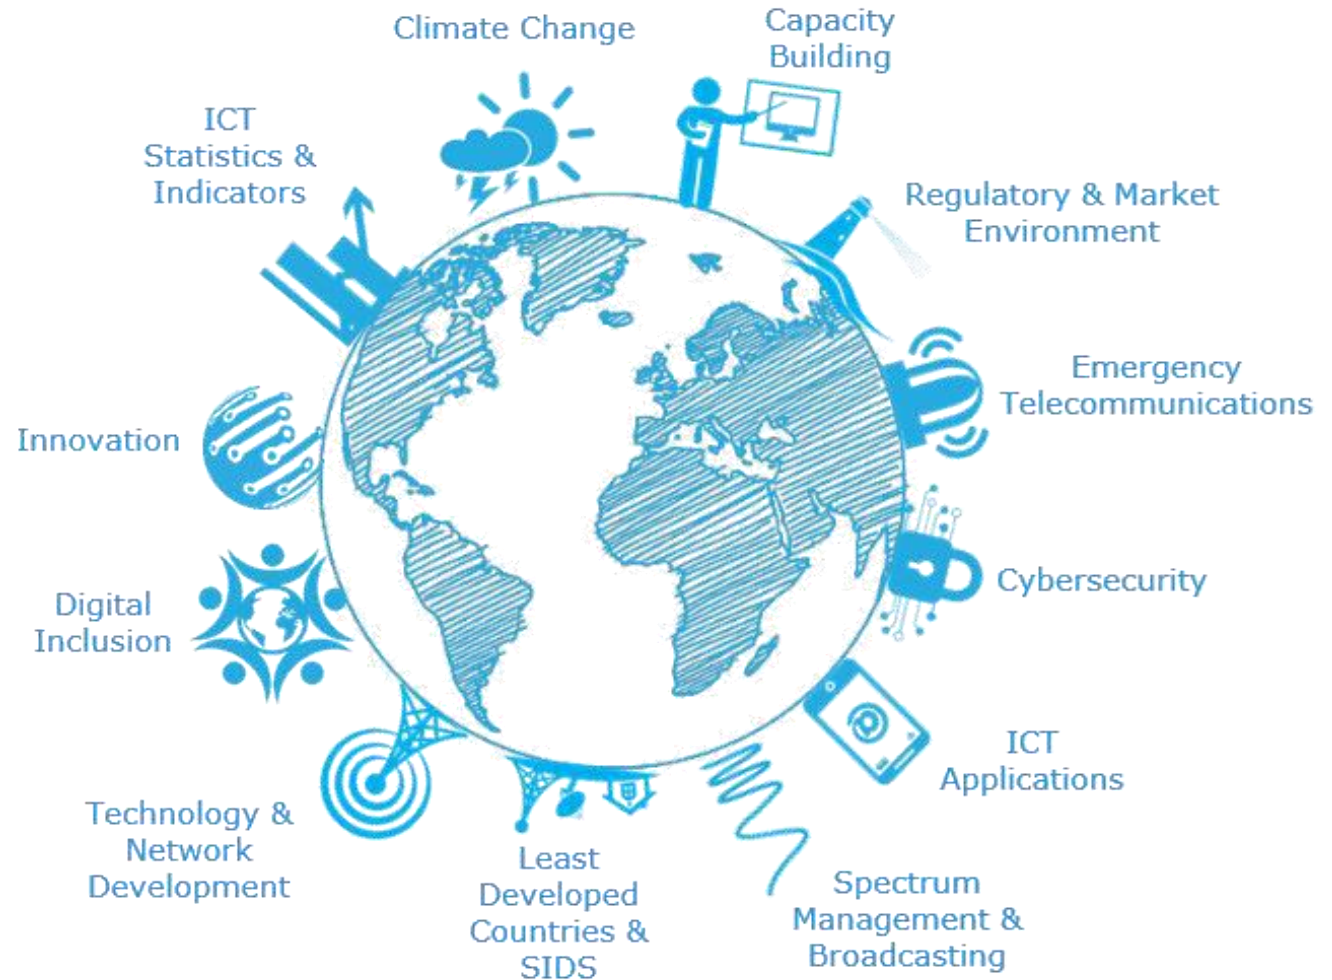 Climate Change
Capacity
Building
ICT
Statistics &
Indicators
Regulatory & Market
Environment
Emergency
Telecommunications
Innovation
Cybersecurity
Digital
Inclusion
ICT
Applications
Technology &
Network
Development
Least
Developed
Countries &
SIDS
Spectrum
Management &
Broadcasting